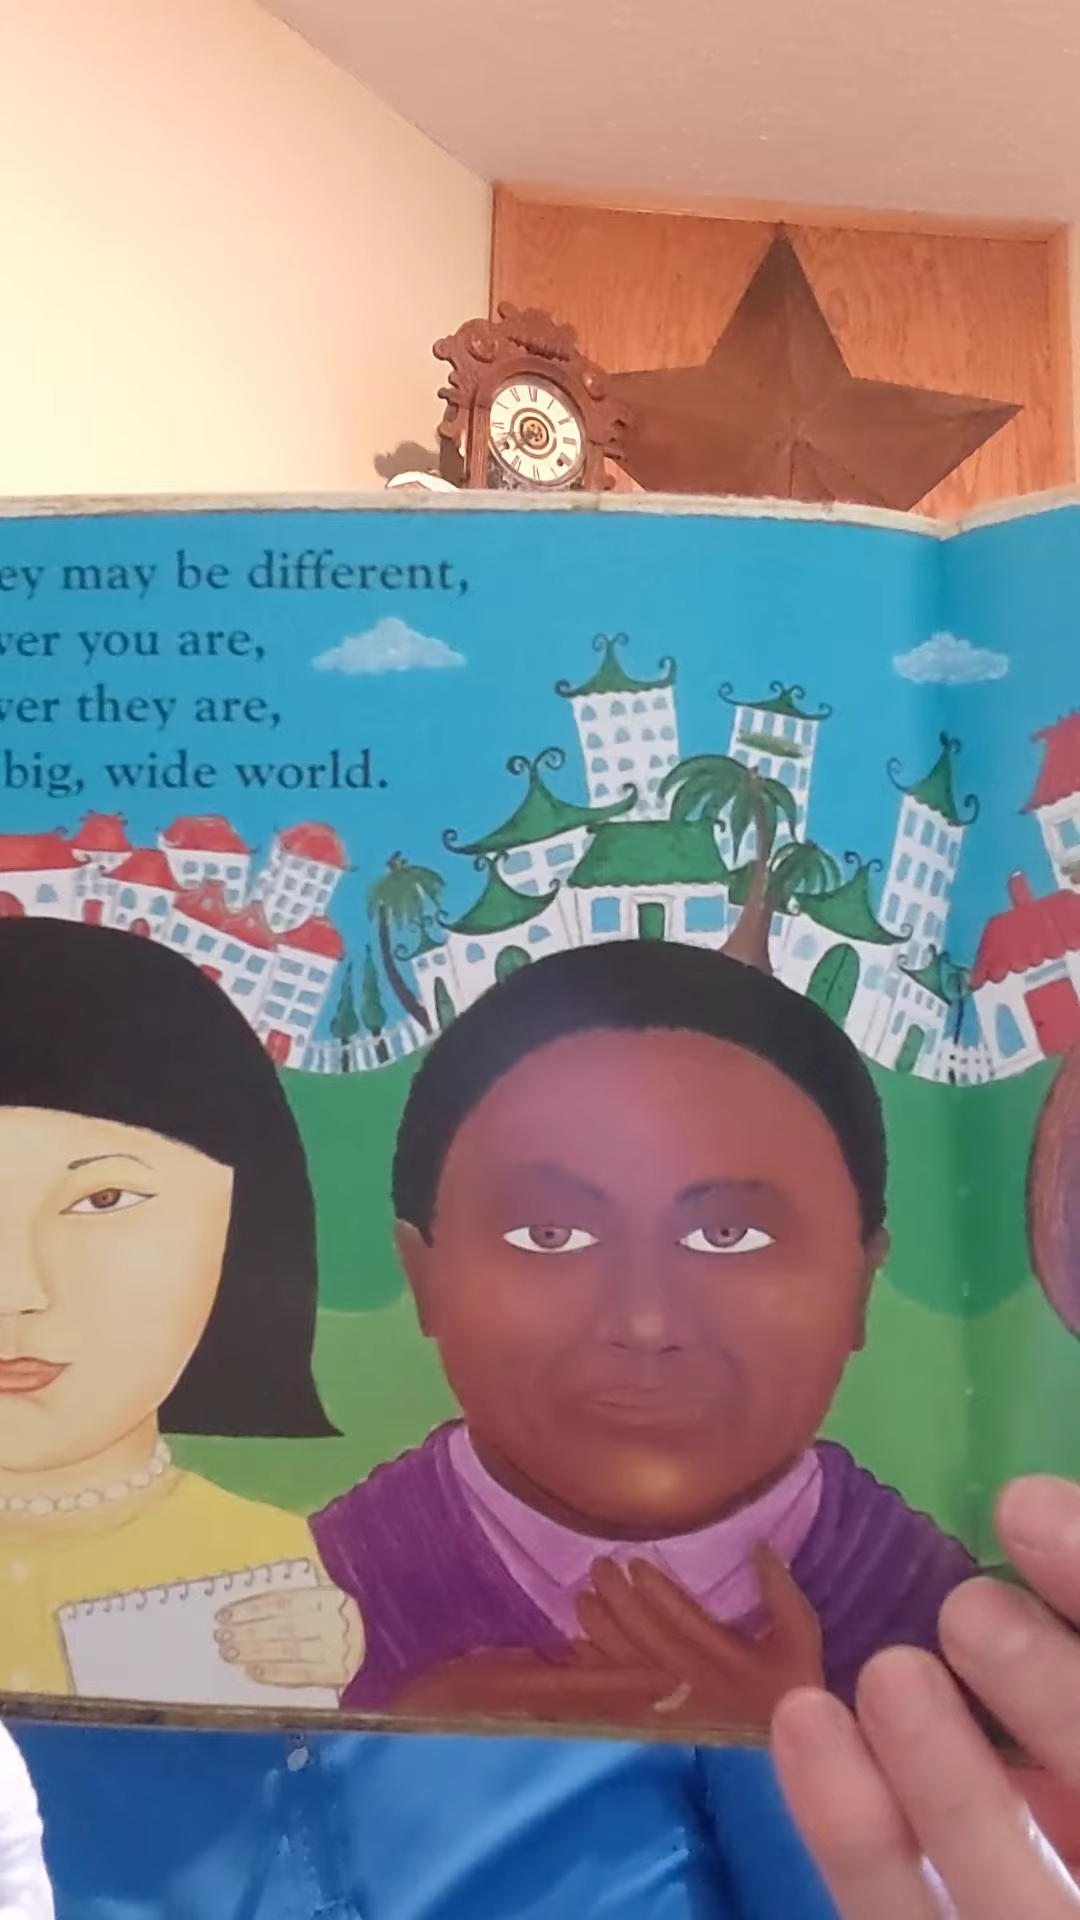 ey may be different,
ver you are,
ver they are,
big, wide world.